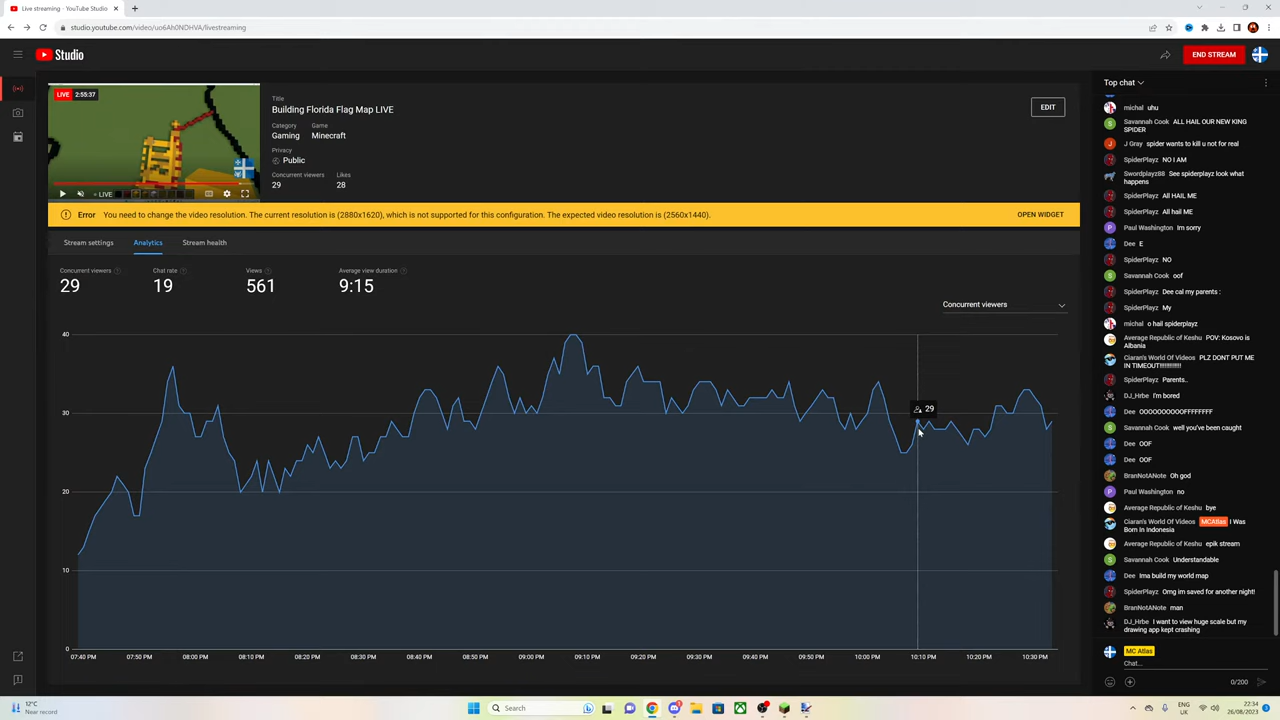 Live streaming - YouTube Studio
studio.youtube.com/video/uo6Ah0NDHVA/livestreaming
Studio
END STREAM
LIVE 2:55:37
LIVE
Title
Building Florida Flag Map LIVE
Category Game
Gaming Minecraft
Privacy
Public
Concurrent viewers Likes
29 28
EDIT
Error You need to change the video resolution. The current resolution is (2880x1620), which is not supported for this configuration. The expected video resolution is (2560x1440).
OPEN WIDGET
Stream settings Analytics Stream health
Concurrent viewers Chat rate Views Average view duration
29 19 561 9:15
Concurrent viewers
40
30
20
10
0
29
07:40 PM 07:50 PM 08:00 PM 08:10 PM 08:20 PM 08:30 PM 08:40 PM 08:50 PM 09:00 PM 09:10 PM 09:20 PM 09:30 PM 09:40 PM 09:50 PM 10:00 PM 10:10 PM 10:20 PM 10:30 PM
Top chat
michal uhu
Savannah Cook ALL HAIL OUR NEW KING
SPIDER
J Gray spider wants to kill u not for real
SpiderPlayz NO I AM
Swordplayz88 See spiderplayz look what
happens
SpiderPlayz All HAIL ME
SpiderPlayz All hail ME
Paul Washington Im sorry
Dee E
SpiderPlayz NO
Savannah Cook oof
SpiderPlayz Dee cal my parents :
SpiderPlayz My
michal o hail spiderplayz
Average Republic of Keshu POV: Kosovo is
Albania
Ciaran's World Of Videos PLZ DONT PUT ME
IN TIMEOUT!!!!!!!!!!!!!!
SpiderPlayz Parents..
DJ_Hrbe I'm bored
Dee OOOOOOOOOOFFFFFFF
Savannah Cook well you've been caught
Dee OOF
Dee OOF
BranNotANote Oh god
Paul Washington no
Average Republic of Keshu bye
Ciaran's World Of Videos MCAtlas I Was
Born In Indonesia
Average Republic of Keshu epik stream
Savannah Cook Understandable
Dee Ima build my world map
SpiderPlayz Omg im saved for another night!
BranNotANote man
DJ_Hrbe I want to view huge scale but my
drawing app kept crashing
MC Atlas
Chat...
0/200
12°C
Near record
Search
ENG
UK
22:34
26/08/2023